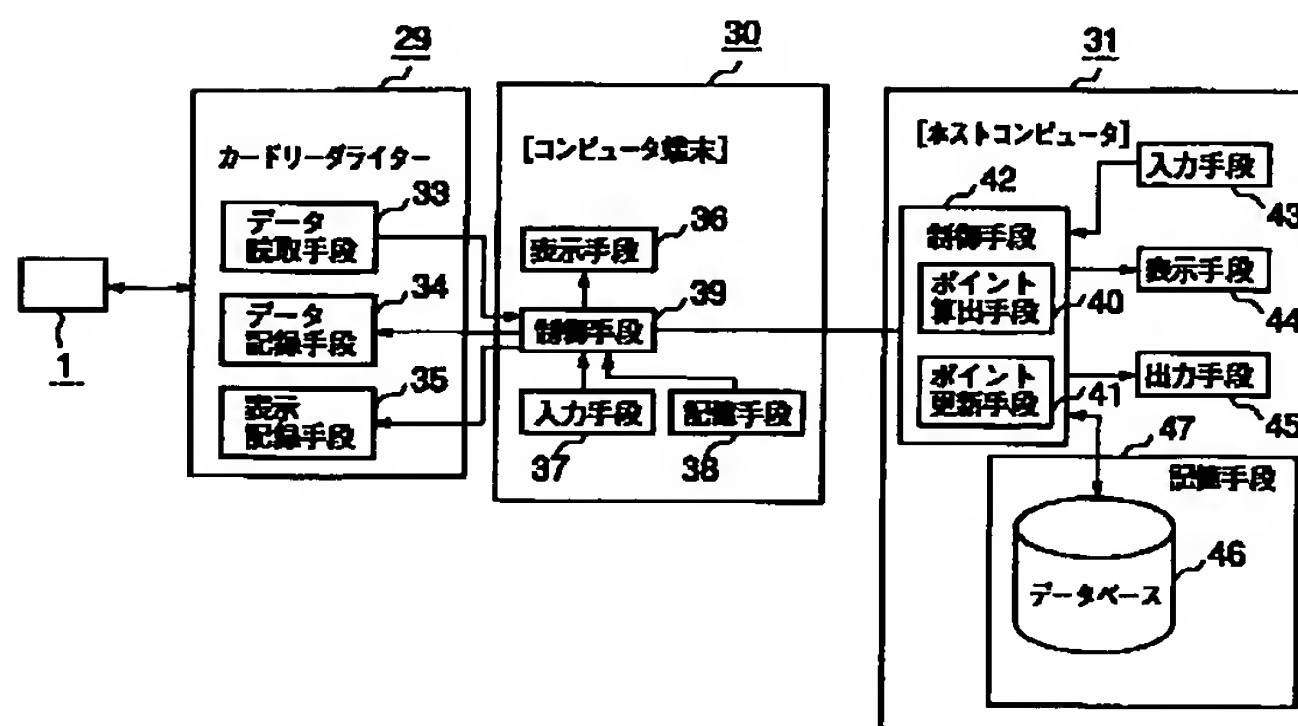 29
30
31
カードリーダライター
[コンピュータ端末]
[ホストコンピュータ]
33
データ
読取手段
34
データ
記録手段
35
表示
記録手段
1
36
表示手段
39
制御手段
入力手段
37
記憶手段
38
42
制御手段
ポイント
算出手段
40
ポイント
更新手段
41
入力手段
43
表示手段
44
出力手段
45
47
記憶手段
46
データベース